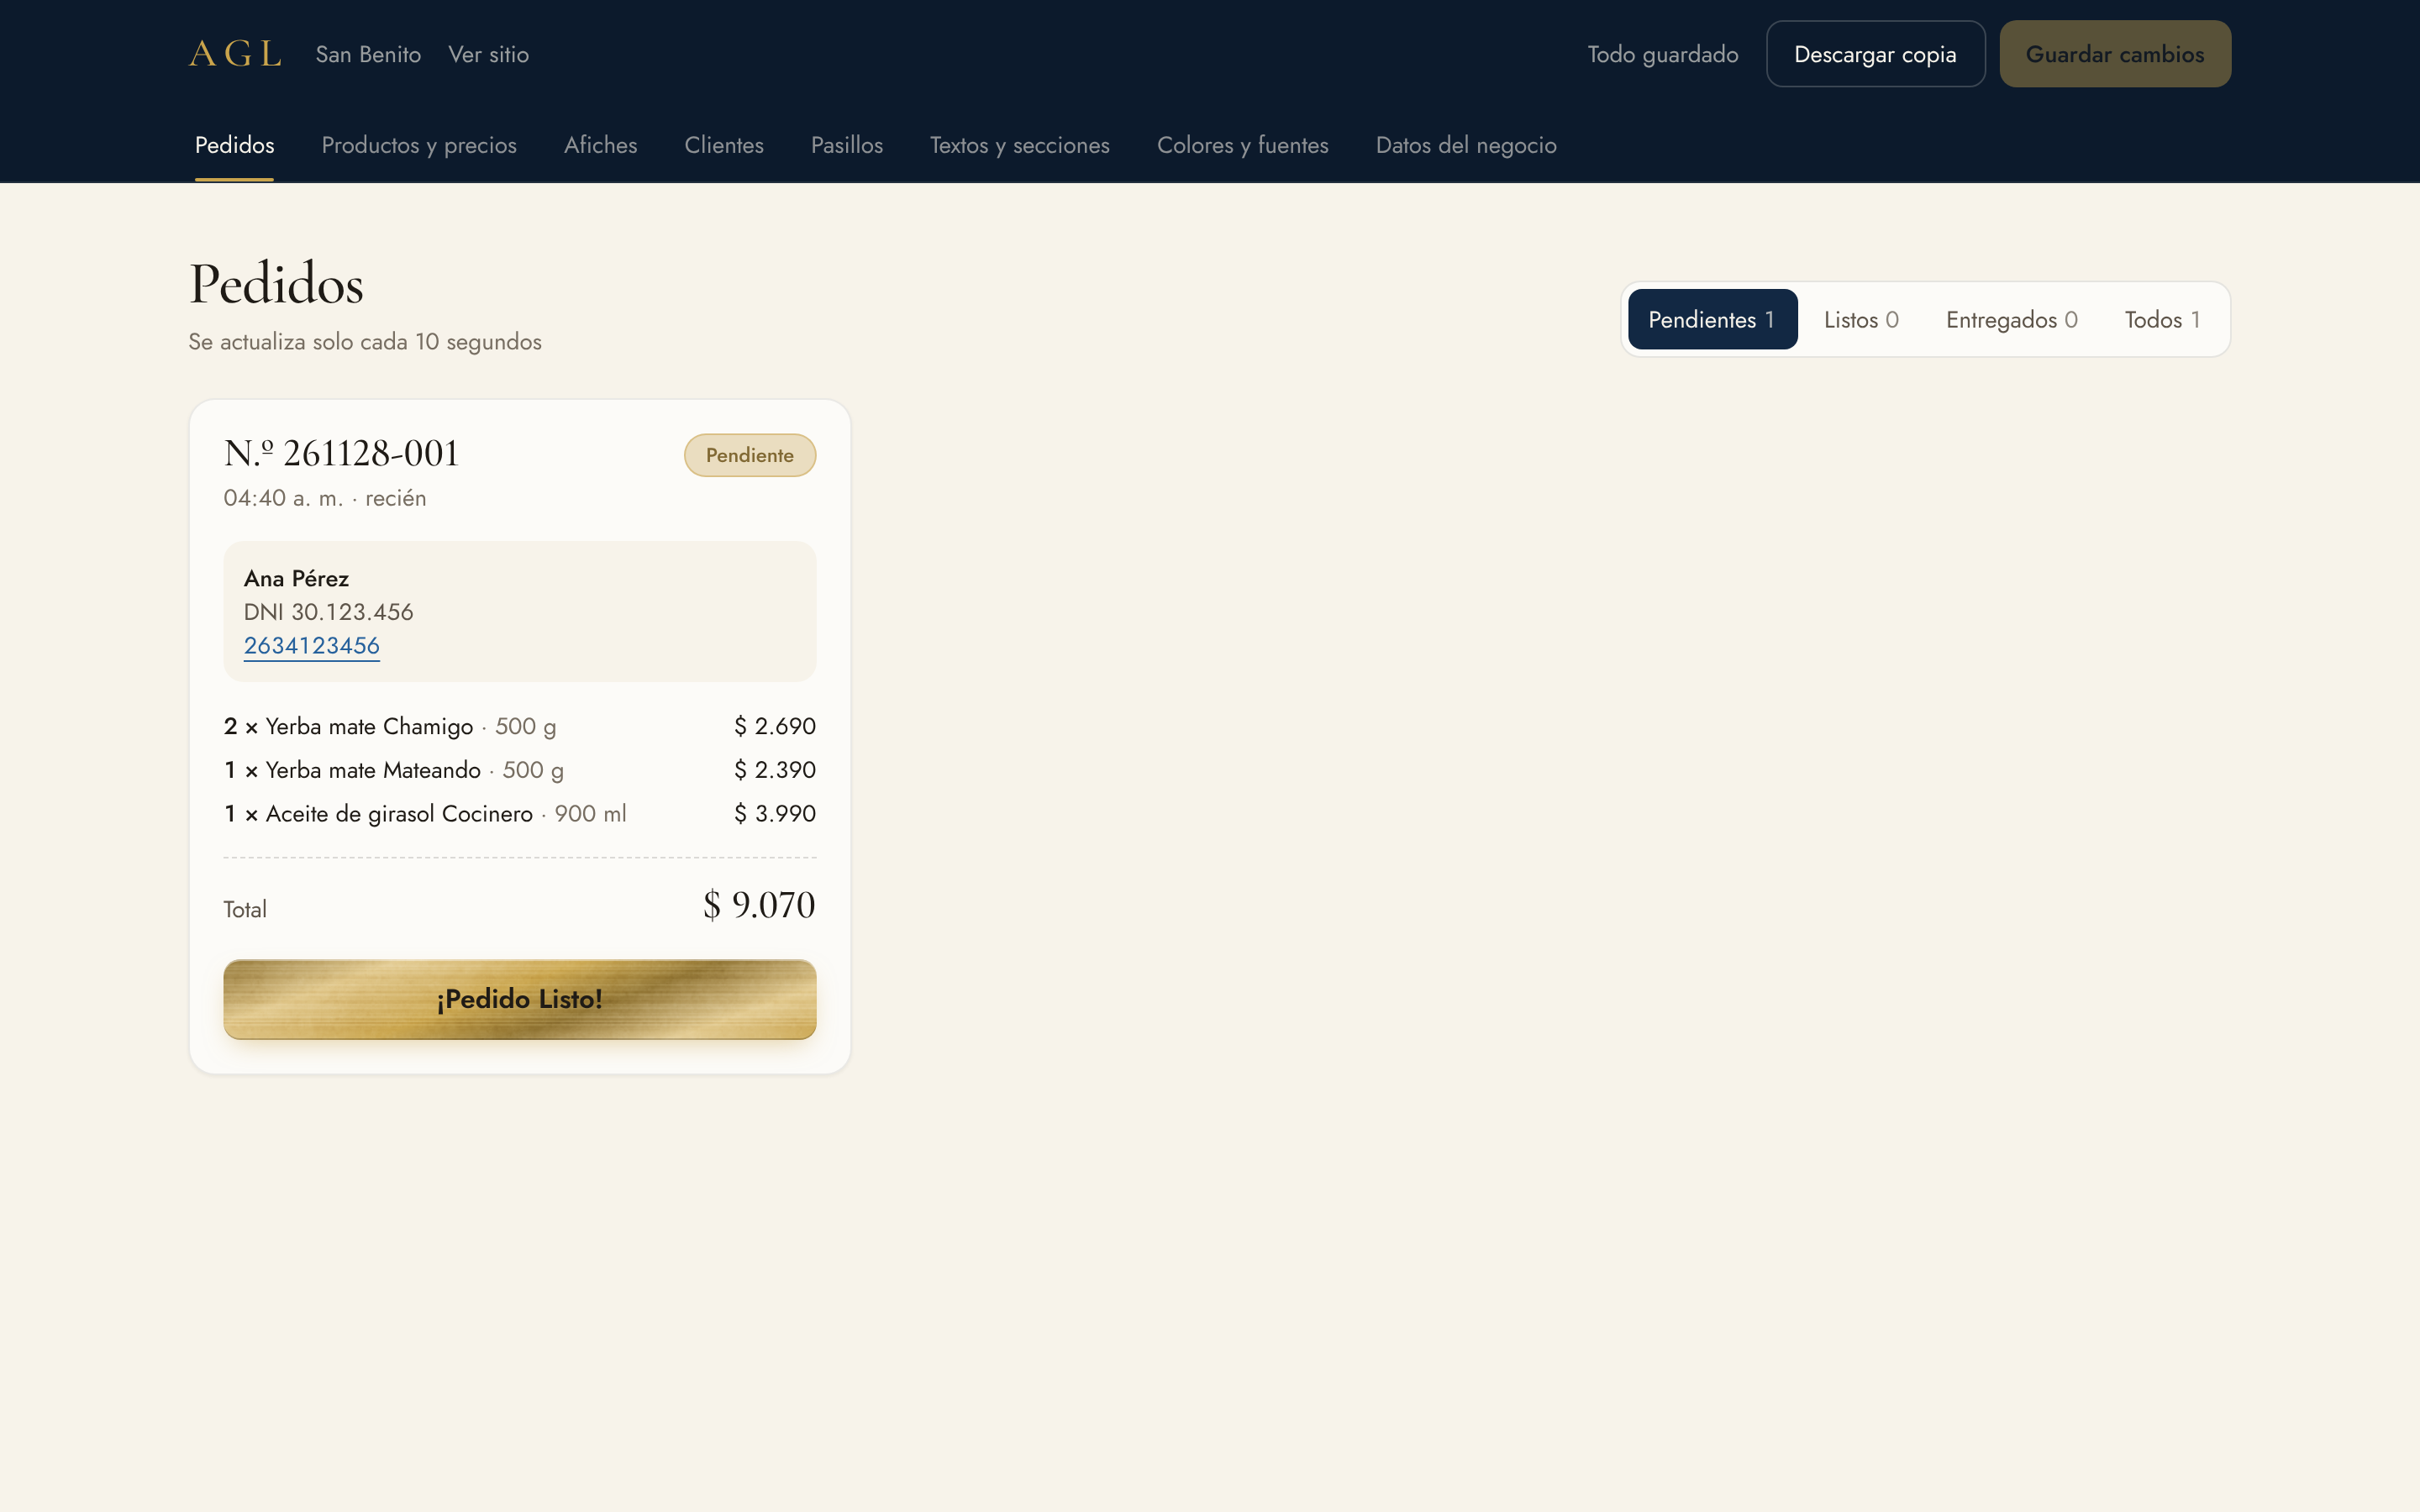 AGL San Benito Ver sitio Todo guardado Descargar copia Guardar cambios
Pedidos Productos y precios Afiches Clientes Pasillos Textos y secciones Colores y fuentes Datos del negocio
Pedidos
Se actualiza solo cada 10 segundos
Pendientes 1 Listos 0 Entregados 0 Todos 1
N.º 261128-001 Pendiente
04:40 a. m. · recién
Ana Pérez
DNI 30.123.456
2634123456
2 × Yerba mate Chamigo · 500 g $ 2.690
1 × Yerba mate Mateando · 500 g $ 2.390
1 × Aceite de girasol Cocinero · 900 ml $ 3.990
Total $ 9.070
¡Pedido Listo!